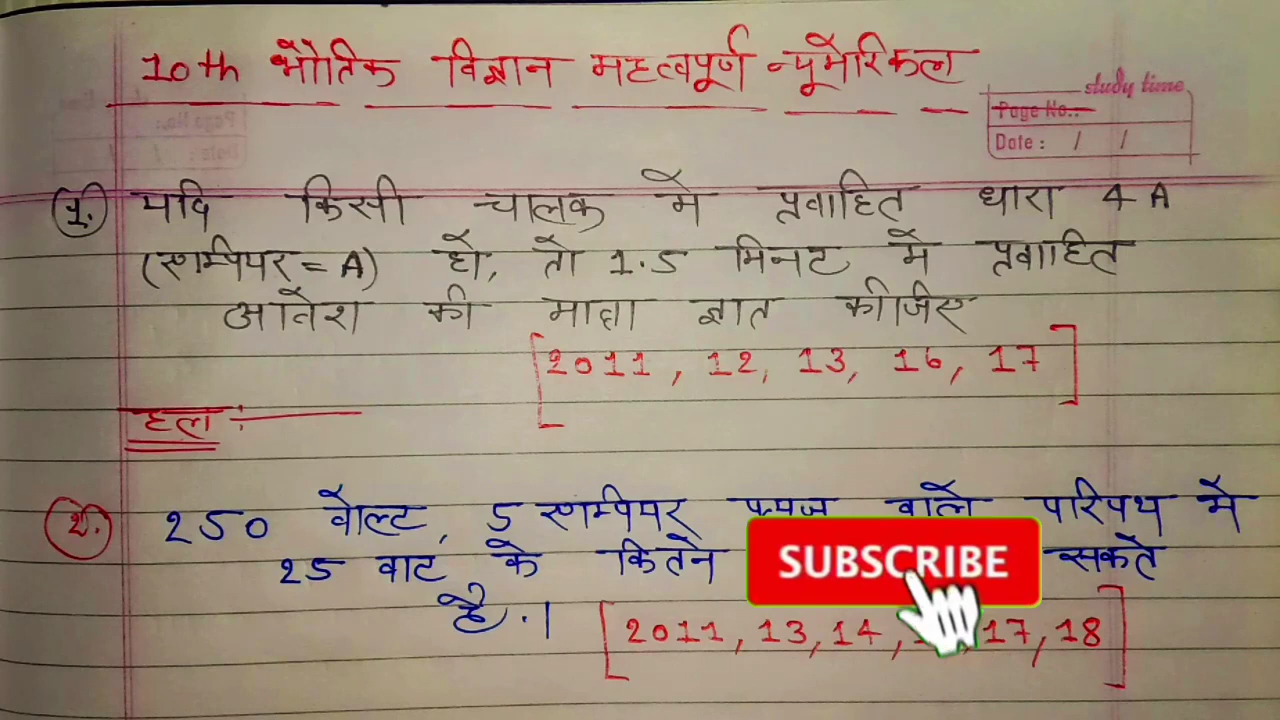 10th भौतिक विज्ञान महत्वपूर्ण न्यूमेरिकल
study time
Page No.:
Date : / /
1. यदि किसी चालक मे प्रवाहित धारा 4 A
(एम्पियर = A) हो, तो 1.5 मिनट मे प्रवाहित
आवेश की मात्रा ज्ञात कीजिए
[2011, 12, 13, 16, 17]
हल :-
2. 250 वोल्ट, 5 एम्पियर फ्यूज वाले परिपथ मे
25 वाट के कितने SUBSCRIBE सकते
है.।
[2011, 13, 14, 17, 18]